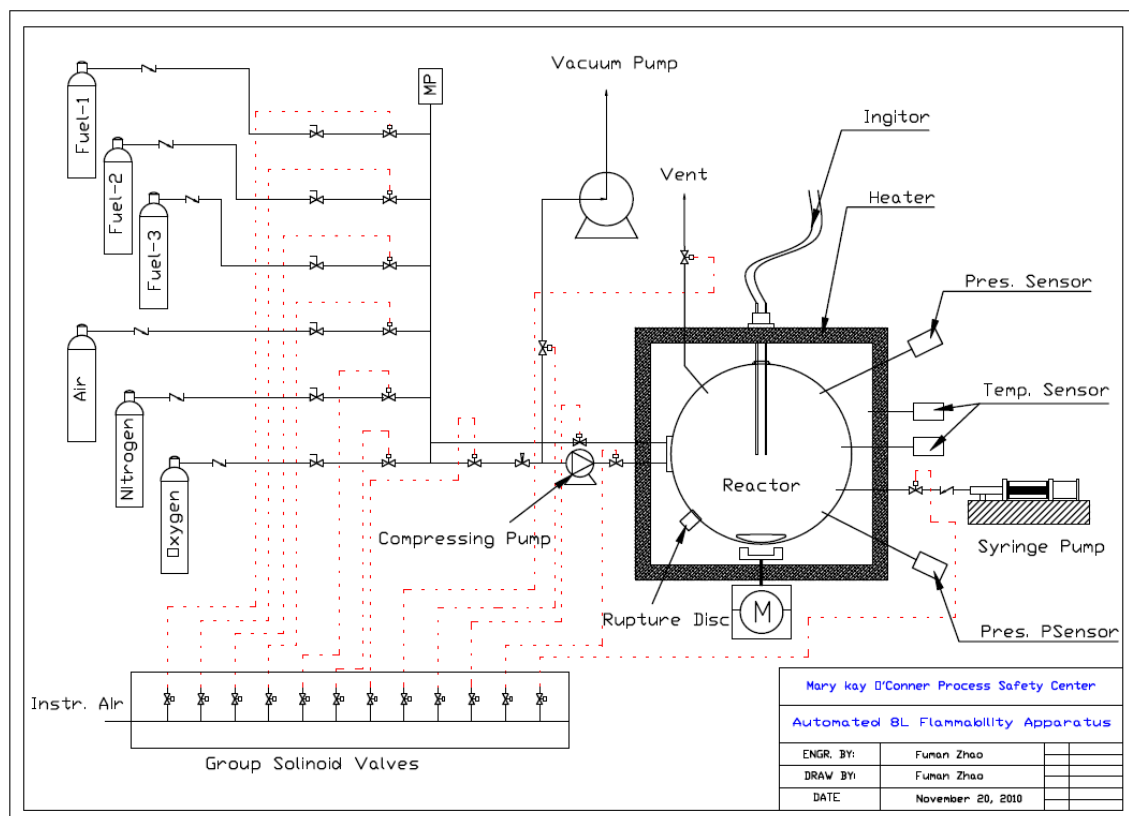 Fuel-1
Fuel-2
Fuel-3
Air
Nitrogen
Oxygen
MP
Vacuum Pump
Vent
Ingitor
Heater
Pres. Sensor
Temp. Sensor
Reactor
Compressing Pump
Syringe Pump
Rupture Disc
M
Pres. PSensor
Instr. Air
Group Solinoid Valves
Mary kay O'Conner Process Safety Center
Automated 8L Flammability Apparatus
ENGR. BY: Fuman Zhao
DRAW BY: Fuman Zhao
DATE November 20, 2010